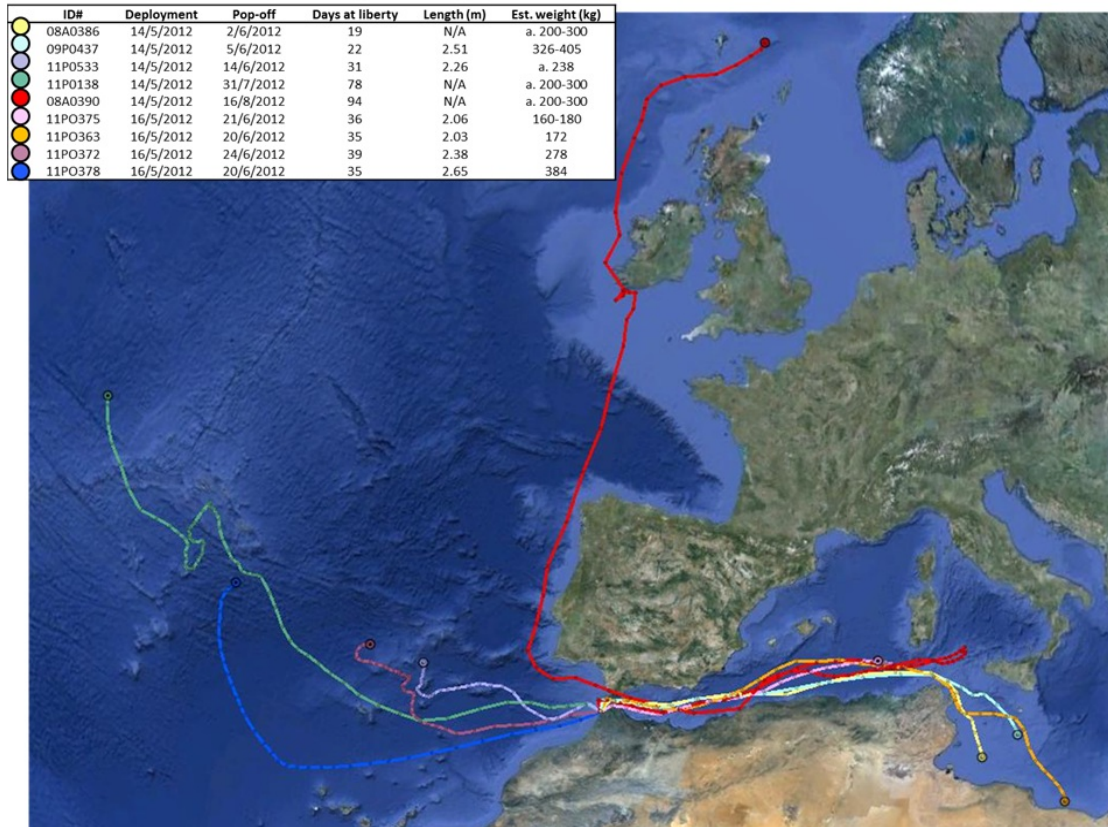 ID# Deployment Pop-off Days at liberty Length (m) Est. weight (kg)
08A0386 14/5/2012 2/6/2012 19 N/A a. 200-300
09P0437 14/5/2012 5/6/2012 22 2.51 326-405
11P0533 14/5/2012 14/6/2012 31 2.26 a. 238
11P0138 14/5/2012 31/7/2012 78 N/A a. 200-300
08A0390 14/5/2012 16/8/2012 94 N/A a. 200-300
11PO375 16/5/2012 21/6/2012 36 2.06 160-180
11PO363 16/5/2012 20/6/2012 35 2.03 172
11PO372 16/5/2012 24/6/2012 39 2.38 278
11PO378 16/5/2012 20/6/2012 35 2.65 384